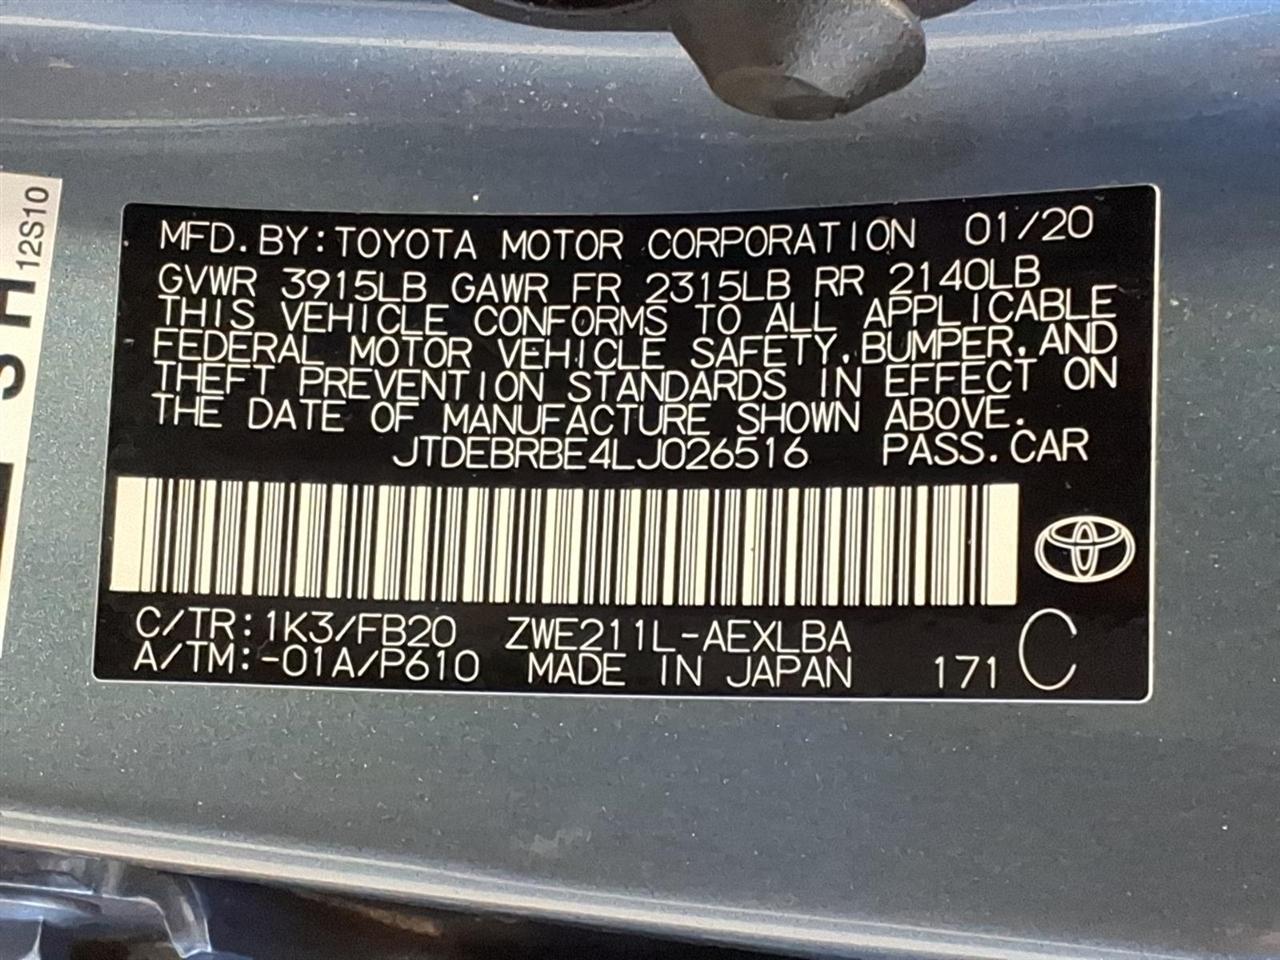 12S10
MFD.BY:TOYOTA MOTOR CORPORATION 01/20
GVWR 3915LB GAWR FR 2315LB RR 2140LB
THIS VEHICLE CONFORMS TO ALL APPLICABLE
FEDERAL MOTOR VEHICLE SAFETY,BUMPER,AND
THEFT PREVENTION STANDARDS IN EFFECT ON
THE DATE OF MANUFACTURE SHOWN ABOVE.
JTDEBRBE4LJ026516 PASS.CAR
C/TR:1K3/FB20 ZWE211L-AEXLBA
A/TM:-01A/P610 MADE IN JAPAN 171 C